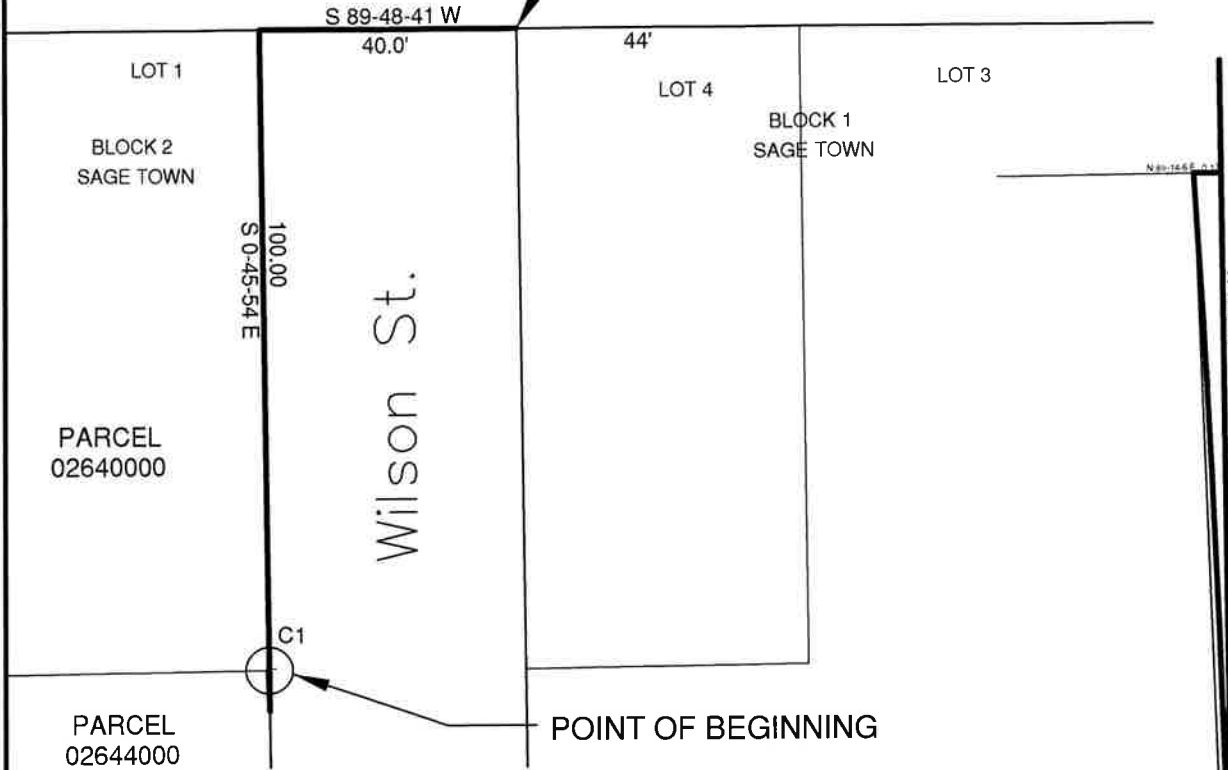 S 89-48-41 W
40.0'
44'
LOT 1
LOT 4
LOT 3
BLOCK 2
SAGE TOWN
BLOCK 1
SAGE TOWN
100.00
S 0-45-54 E
Wilson St.
PARCEL
02640000
C1
POINT OF BEGINNING
PARCEL
02644000